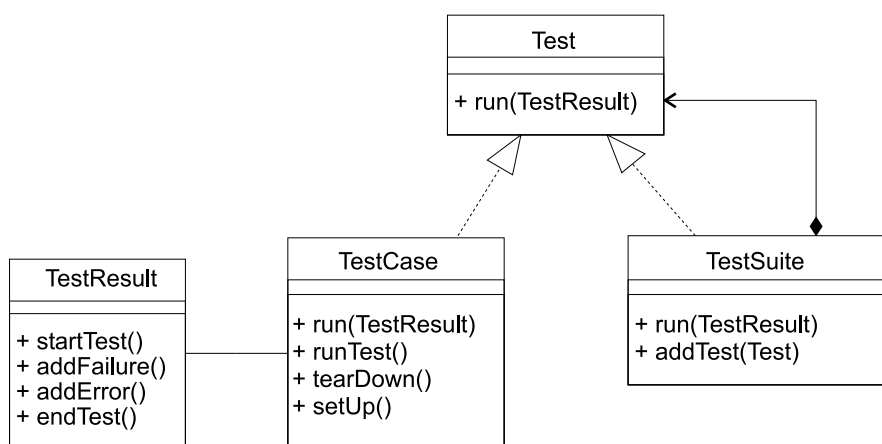 Test
+ run(TestResult)
TestResult
+ startTest()
+ addFailure()
+ addError()
+ endTest()
TestCase
+ run(TestResult)
+ runTest()
+ tearDown()
+ setUp()
TestSuite
+ run(TestResult)
+ addTest(Test)